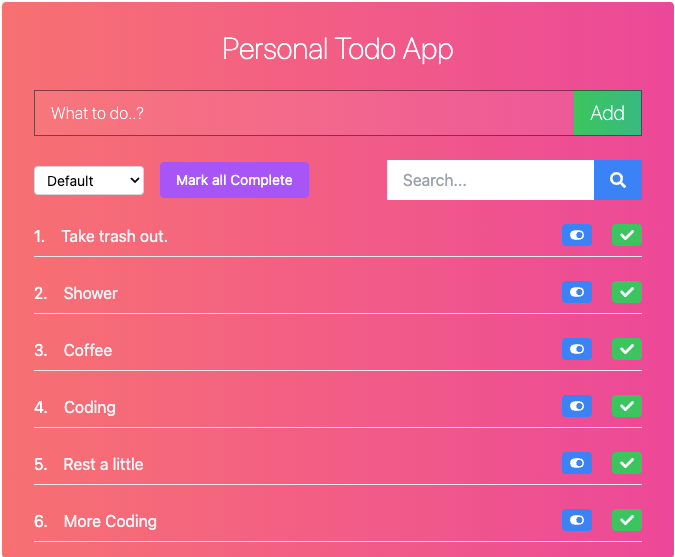 Personal Todo App
What to do..?
Add
Default
Mark all Complete
Search...
1. Take trash out.
2. Shower
3. Coffee
4. Coding
5. Rest a little
6. More Coding